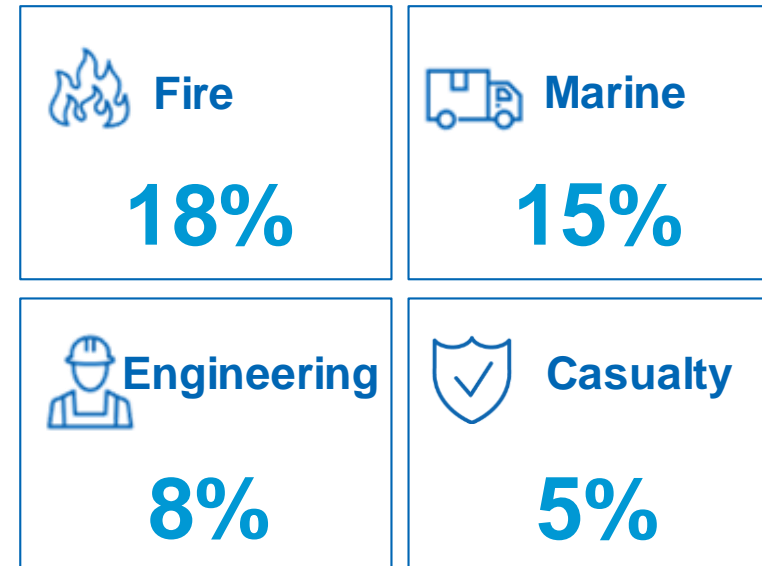 Fire
18%
Marine
15%
Engineering
8%
Casualty
5%